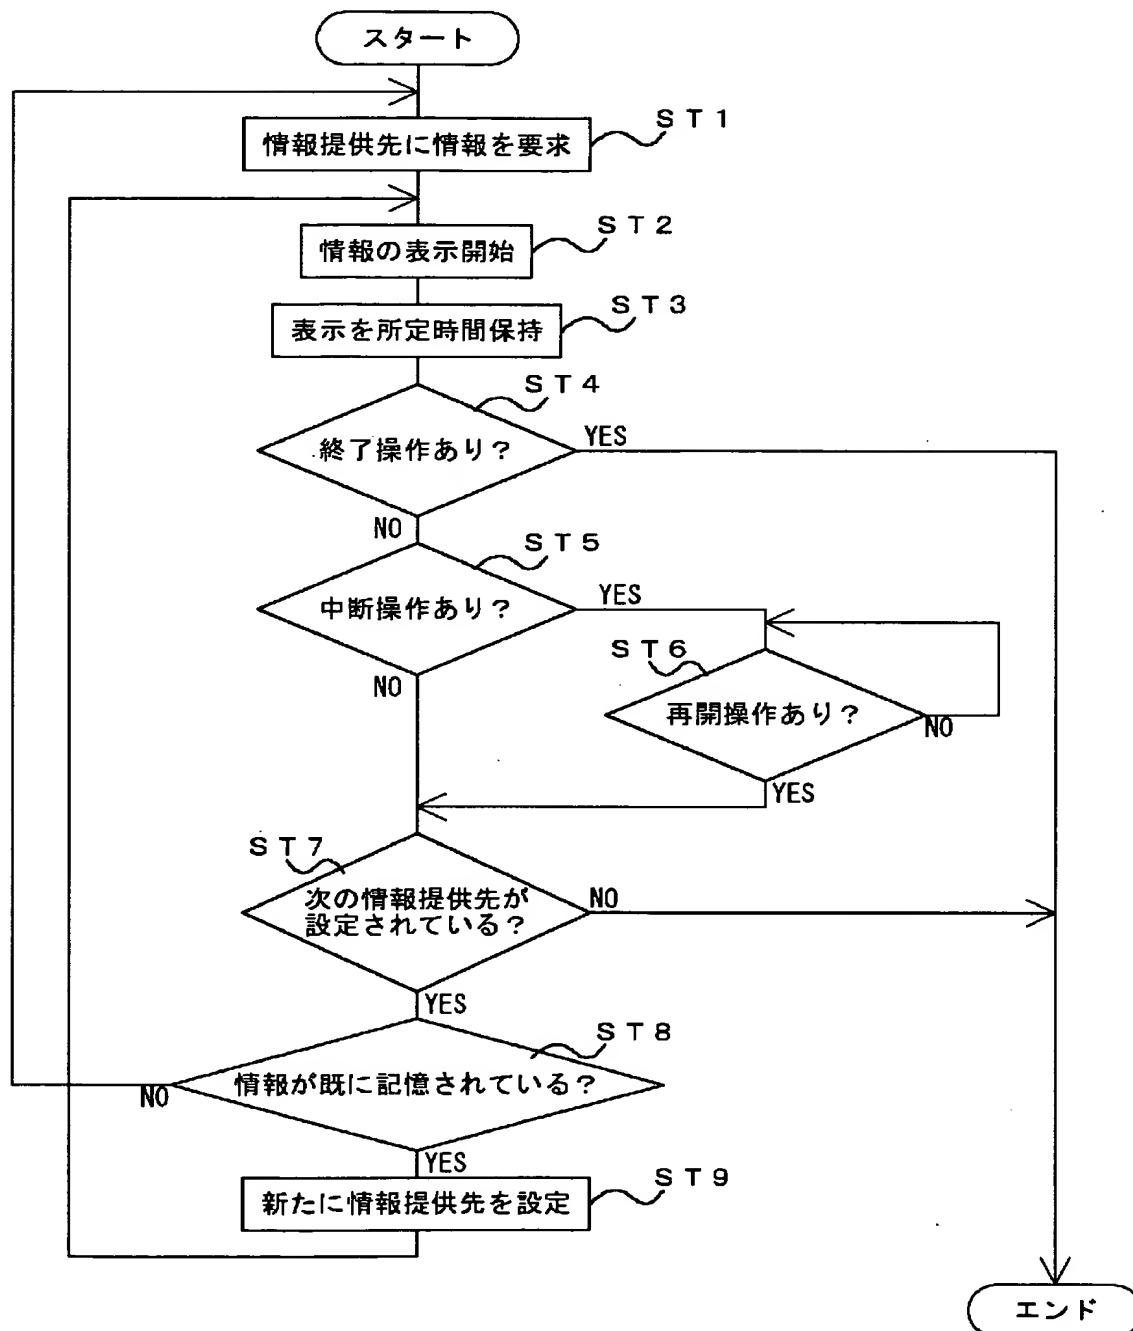 スタート
ST1
情報提供先に情報を要求
ST2
情報の表示開始
ST3
表示を所定時間保持
ST4
終了操作あり?
YES
NO
ST5
中断操作あり?
YES
NO
ST6
再開操作あり?
NO
YES
ST7
次の情報提供先が
設定されている?
NO
YES
ST8
情報が既に記憶されている?
NO
YES
ST9
新たに情報提供先を設定
エンド